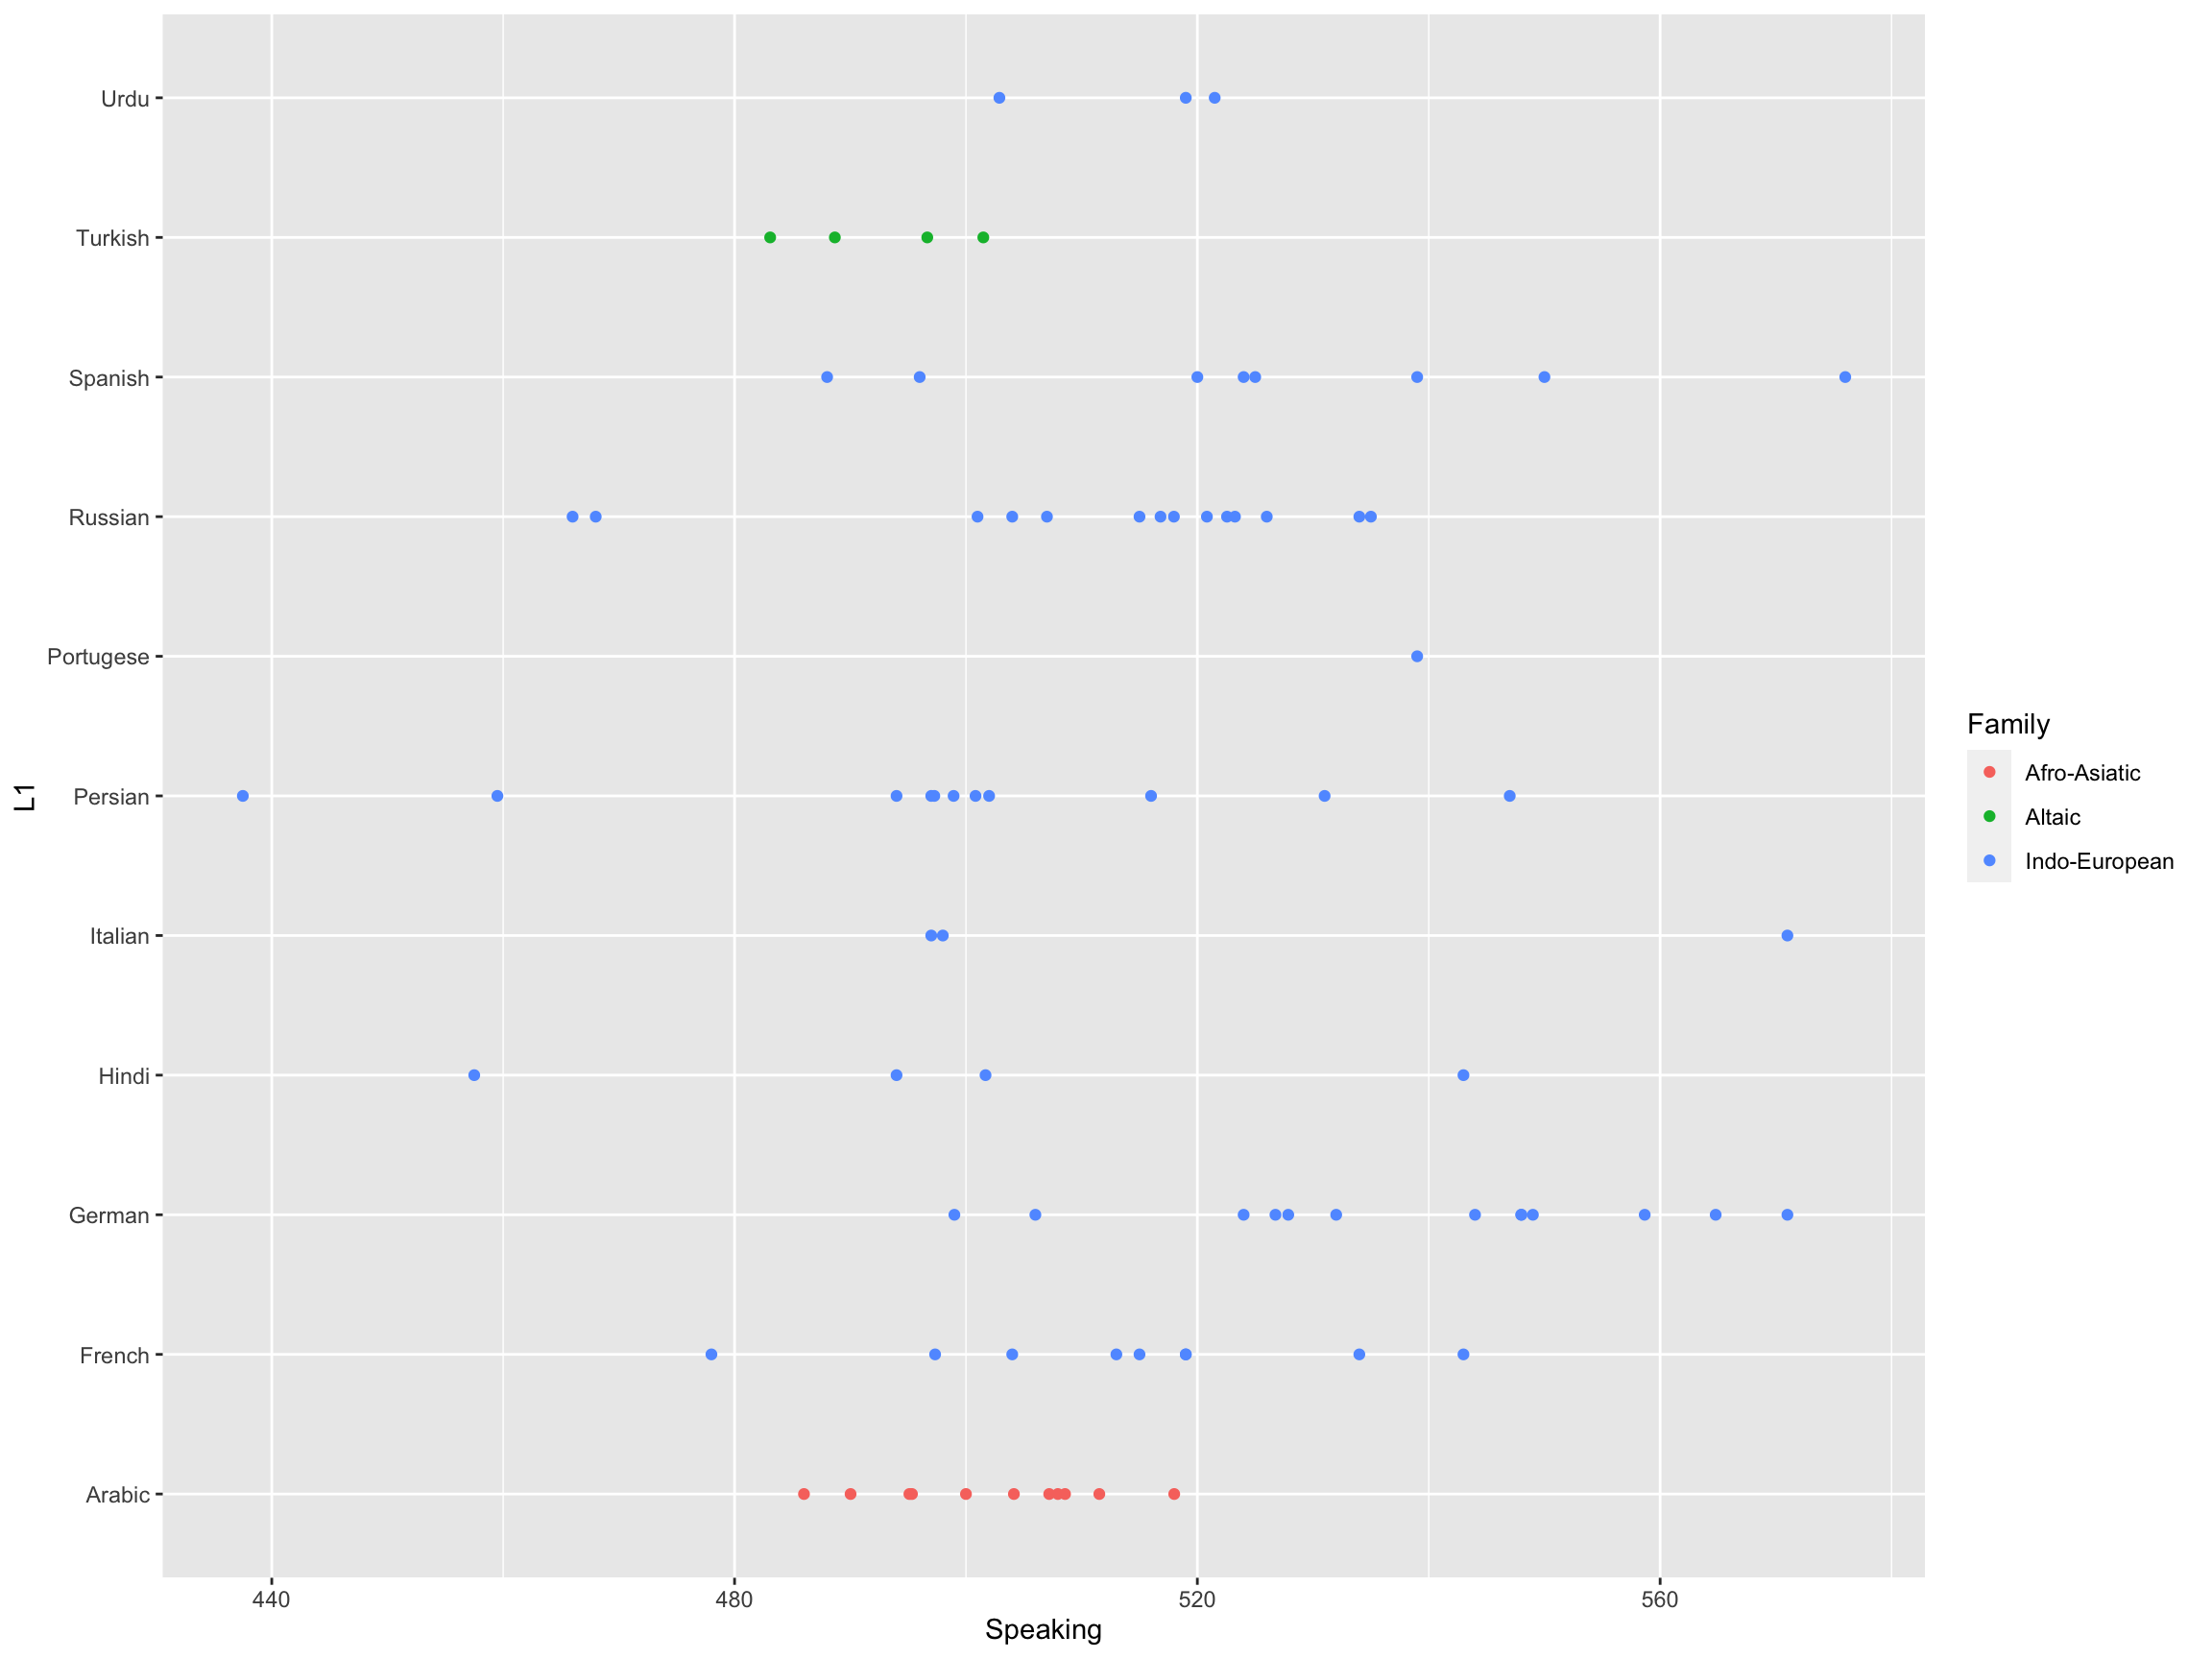 Urdu
Turkish
Spanish
Russian
Portugese
Persian
Italian
Hindi
German
French
Arabic
L1
440 480 520 560
Speaking
Family
Afro-Asiatic
Altaic
Indo-European